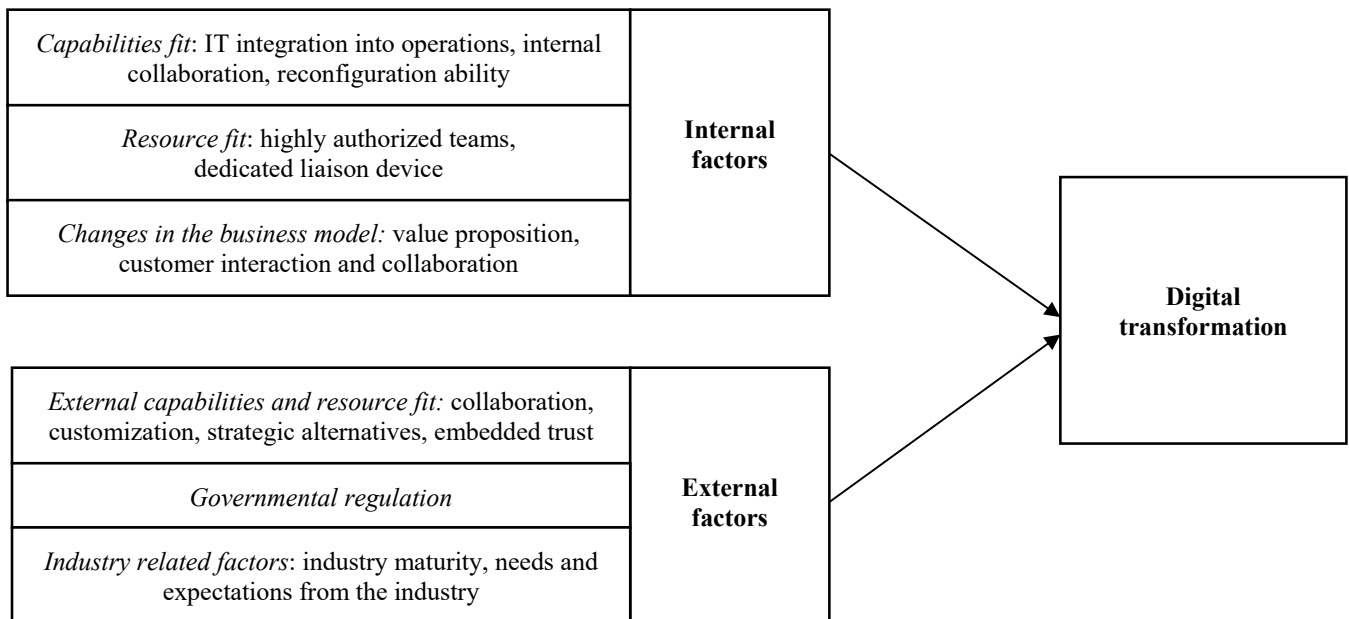 Capabilities fit: IT integration into operations, internal
collaboration, reconfiguration ability
Resource fit: highly authorized teams,
dedicated liaison device
Changes in the business model: value proposition,
customer interaction and collaboration
Internal
factors
External capabilities and resource fit: collaboration,
customization, strategic alternatives, embedded trust
Governmental regulation
Industry related factors: industry maturity, needs and
expectations from the industry
External
factors
Digital
transformation